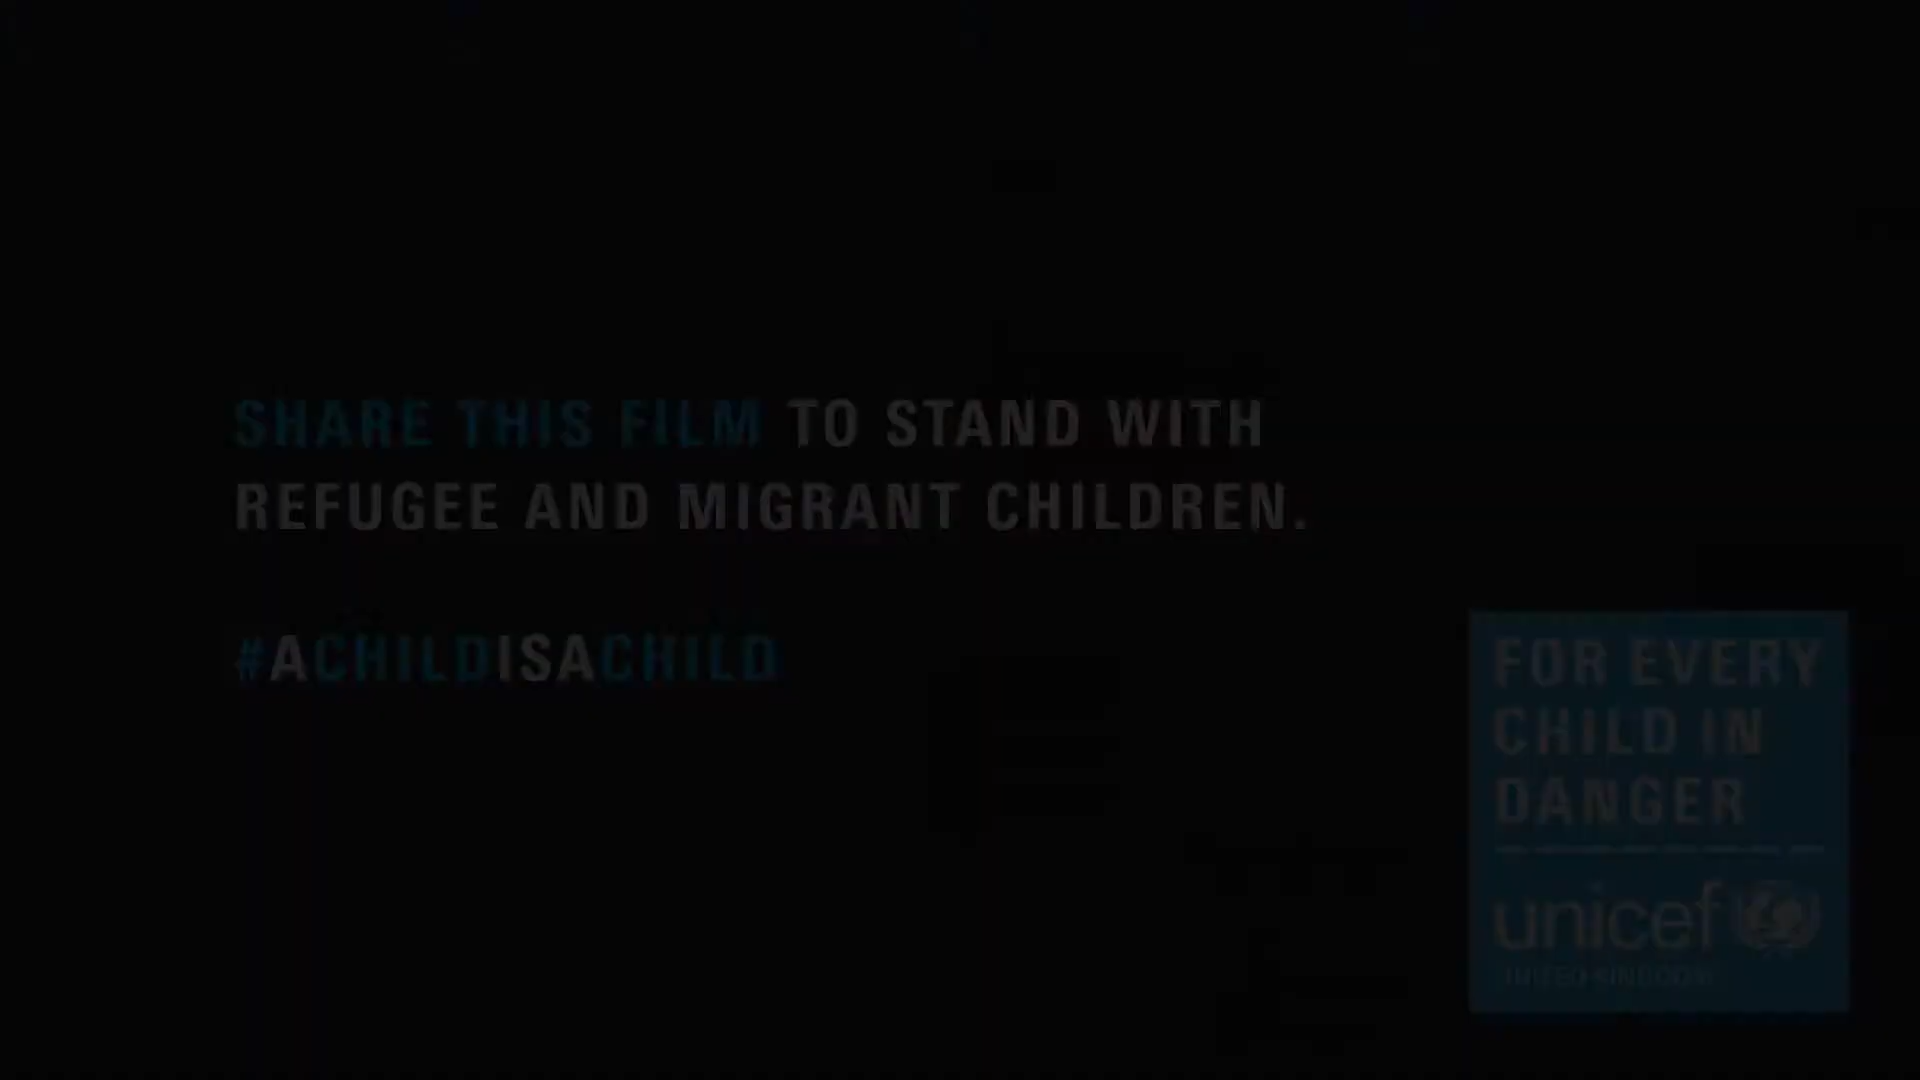 SHARE THIS FILM TO STAND WITH
REFUGEE AND MIGRANT CHILDREN.
#ACHILDISACHILD
FOR EVERY
CHILD IN
DANGER
unicef
UNITED KINGDOM